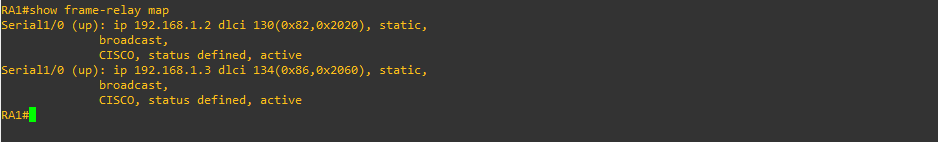 RA1#show frame-relay map
Serial1/0 (up): ip 192.168.1.2 dlci 130(0x82,0x2020), static,
              broadcast,
              CISCO, status defined, active
Serial1/0 (up): ip 192.168.1.3 dlci 134(0x86,0x2060), static,
              broadcast,
              CISCO, status defined, active
RA1#